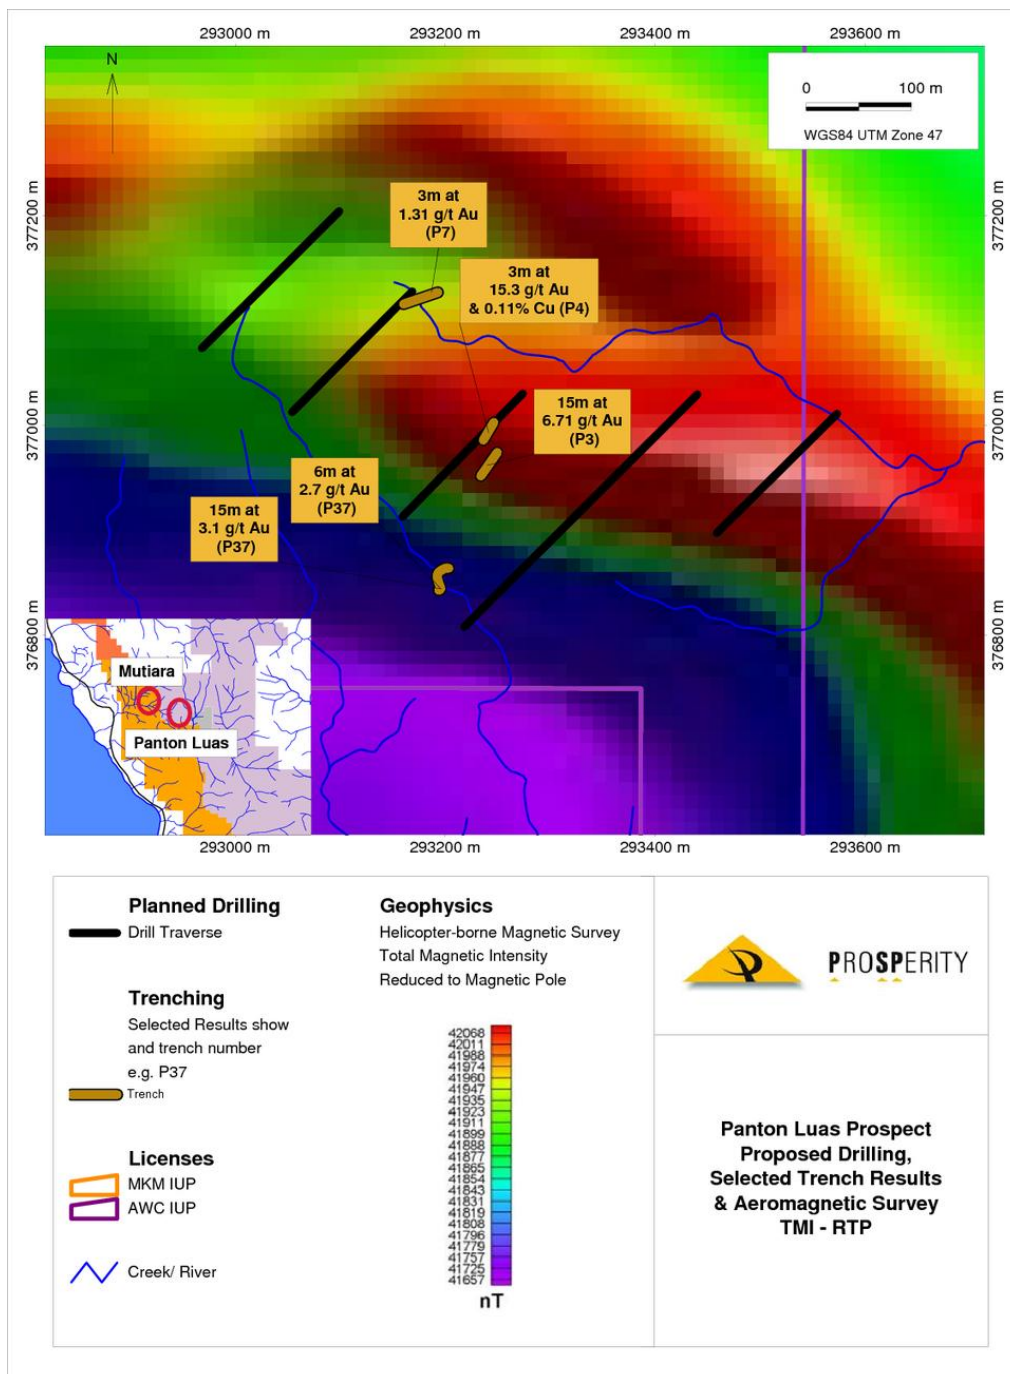 293000 m
293200 m
293400 m
293600 m
N
0 100 m
WGS84 UTM Zone 47
377200 m
377200 m
3m at
1.31 g/t Au
(P7)
3m at
15.3 g/t Au
& 0.11% Cu (P4)
377000 m
377000 m
15m at
6.71 g/t Au
(P3)
6m at
2.7 g/t Au
(P37)
15m at
3.1 g/t Au
(P37)
376800 m
376800 m
Mutiara
Panton Luas
293000 m
293200 m
293400 m
293600 m
Planned Drilling
Drill Traverse
Trenching
Selected Results show
and trench number
e.g. P37
Trench
Licenses
MKM IUP
AWC IUP
Creek/ River
Geophysics
Helicopter-borne Magnetic Survey
Total Magnetic Intensity
Reduced to Magnetic Pole
42068
42011
41988
41974
41960
41947
41935
41923
41911
41899
41888
41877
41865
41854
41843
41831
41819
41808
41796
41779
41757
41725
41657
nT
PROSPERITY
Panton Luas Prospect
Proposed Drilling,
Selected Trench Results
& Aeromagnetic Survey
TMI - RTP